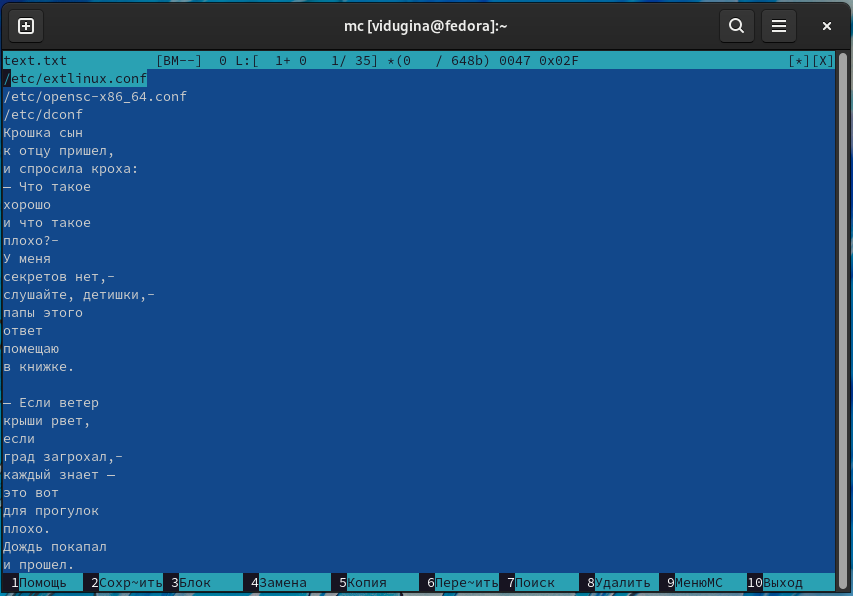 mc [vidugina@fedora]:~
text.txt [BM--] 0 L:[ 1+ 0 1/ 35] *(0 / 648b) 0047 0x02F [*][X]
/etc/extlinux.conf
/etc/opensc-x86_64.conf
/etc/dconf
Крошка сын
к отцу пришел,
и спросила кроха:
— Что такое
хорошо
и что такое
плохо?-
У меня
секретов нет,-
слушайте, детишки,-
папы этого
ответ
помещаю
в книжке.
— Если ветер
крыши рвет,
если
град загрохал,-
каждый знает —
это вот
для прогулок
плохо.
Дождь покапал
и прошел.
1Помощь 2Сохр~ить 3Блок 4Замена 5Копия 6Пере~ить 7Поиск 8Удалить 9МенюMC 10Выход